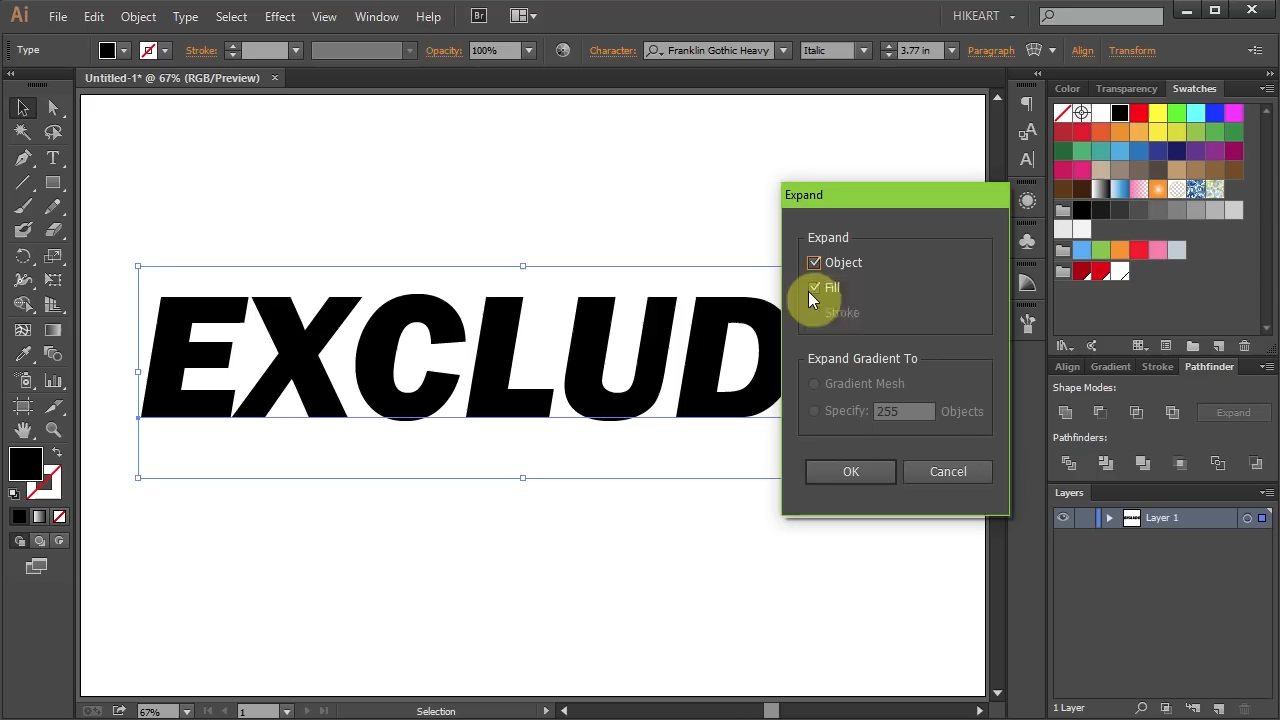 Ai File Edit Object Type Select Effect View Window Help Br HIKEART
Type Stroke: Opacity: 100% Character: Franklin Gothic Heavy Italic 3.77 in Paragraph Align Transform
Untitled-1* @ 67% (RGB/Preview) ×
Color Transparency Swatches
Expand
Expand
Object
Fill
Stroke
EXCLUD
Expand Gradient To
Gradient Mesh
Specify: 255 Objects
OK Cancel
Align Gradient Stroke Pathfinder
Shape Modes:
Expand
Pathfinders:
Layers
Layer 1
1 Layer
67% 1 Selection